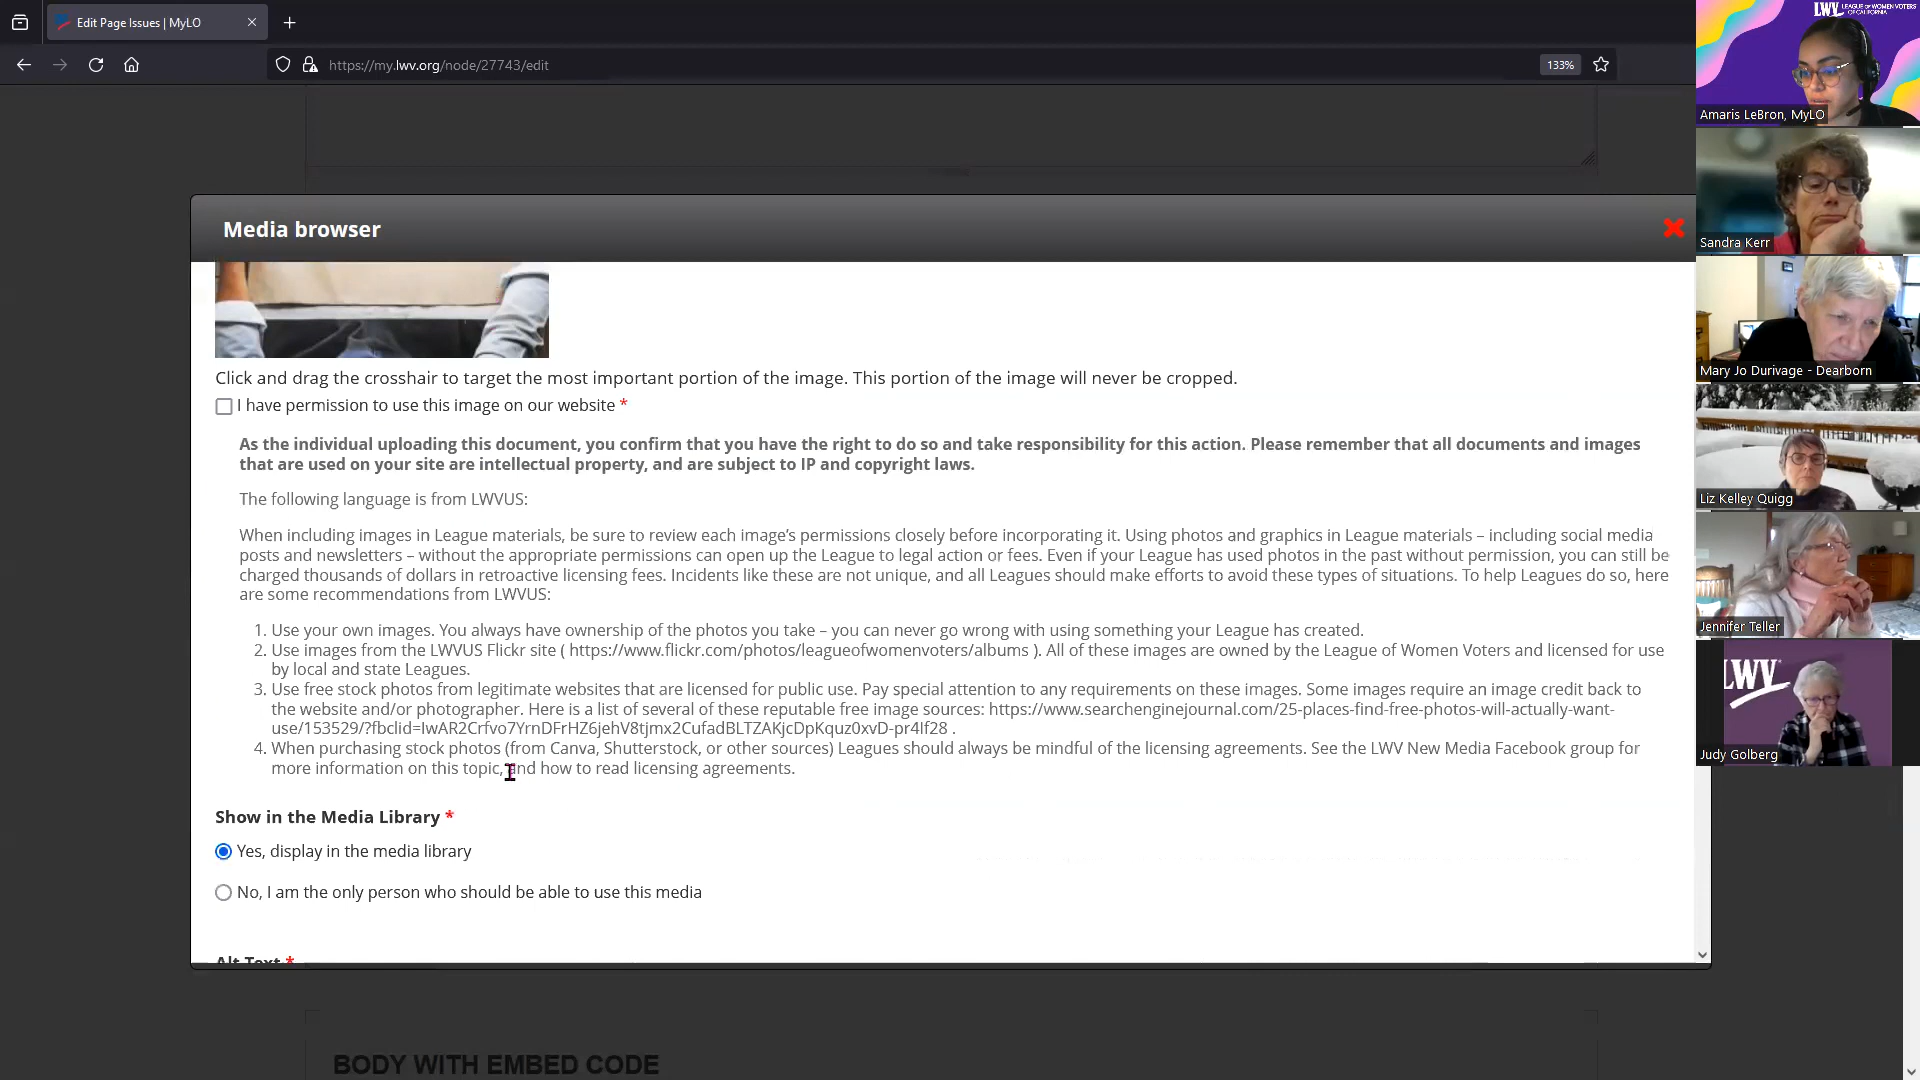 Edit Page Issues | MyLO
https://my.lwv.org/node/27743/edit
133%
LWV LEAGUE OF WOMEN VOTERS
OF CALIFORNIA
Amaris LeBron, MyLO
Sandra Kerr
Mary Jo Durivage - Dearborn
Liz Kelley Quigg
Jennifer Teller
LWV
Judy Golberg
Media browser
Click and drag the crosshair to target the most important portion of the image. This portion of the image will never be cropped.
I have permission to use this image on our website *
As the individual uploading this document, you confirm that you have the right to do so and take responsibility for this action. Please remember that all documents and images
that are used on your site are intellectual property, and are subject to IP and copyright laws.
The following language is from LWVUS:
When including images in League materials, be sure to review each image's permissions closely before incorporating it. Using photos and graphics in League materials – including social media
posts and newsletters – without the appropriate permissions can open up the League to legal action or fees. Even if your League has used photos in the past without permission, you can still be
charged thousands of dollars in retroactive licensing fees. Incidents like these are not unique, and all Leagues should make efforts to avoid these types of situations. To help Leagues do so, here
are some recommendations from LWVUS:
1. Use your own images. You always have ownership of the photos you take – you can never go wrong with using something your League has created.
2. Use images from the LWVUS Flickr site ( https://www.flickr.com/photos/leagueofwomenvoters/albums ). All of these images are owned by the League of Women Voters and licensed for use
by local and state Leagues.
3. Use free stock photos from legitimate websites that are licensed for public use. Pay special attention to any requirements on these images. Some images require an image credit back to
the website and/or photographer. Here is a list of several of these reputable free image sources: https://www.searchenginejournal.com/25-places-find-free-photos-will-actually-want-
use/153529/?fbclid=IwAR2Crfvo7YrnDFrHZ6jehV8tjmx2CufadBLTZAKjcDpKquz0xvD-pr4lf28 .
4. When purchasing stock photos (from Canva, Shutterstock, or other sources) Leagues should always be mindful of the licensing agreements. See the LWV New Media Facebook group for
more information on this topic, and how to read licensing agreements.
Show in the Media Library *
Yes, display in the media library
No, I am the only person who should be able to use this media
Alt Text *
BODY WITH EMBED CODE